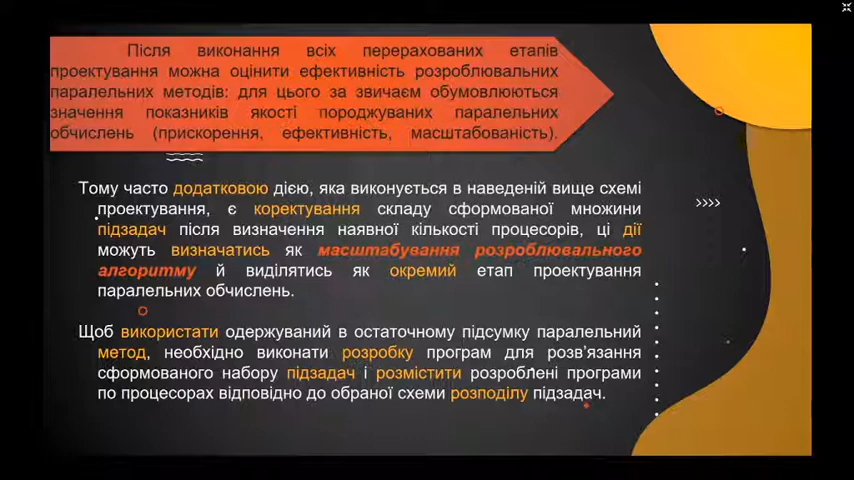 Після виконання всіх перерахованих етапів
проектування можна оцінити ефективність розроблювальних
паралельних методів: для цього за звичаєм обумовлюються
значення показників якості породжуваних паралельних
обчислень (прискорення, ефективність, масштабованість).
Тому часто додатковою дією, яка виконується в наведеній вище схемі
проектування, є коректування складу сформованої множини
підзадач після визначення наявної кількості процесорів, ці дії
можуть визначатись як масштабування розроблювального
алгоритму й виділятись як окремий етап проектування
паралельних обчислень.
Щоб використати одержуваний в остаточному підсумку паралельний
метод, необхідно виконати розробку програм для розв'язання
сформованого набору підзадач і розмістити розроблені програми
по процесорах відповідно до обраної схеми розподілу підзадач.